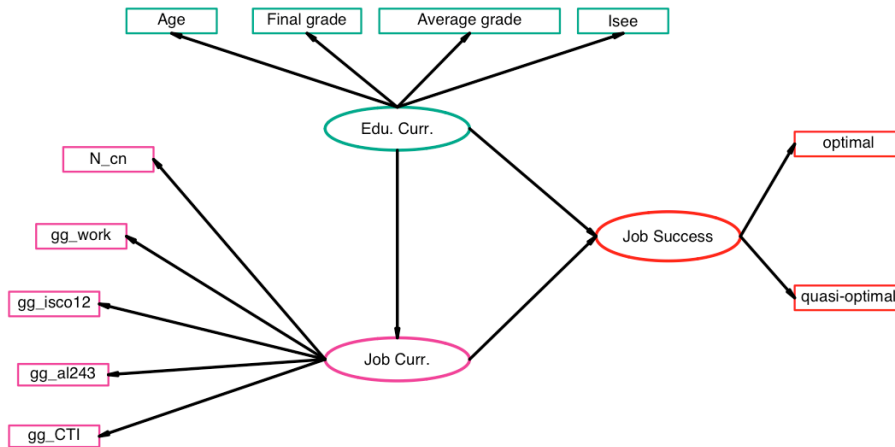 Age
Final grade
Average grade
Isee
Edu. Curr.
optimal
N_cn
gg_work
Job Success
gg_isco12
quasi-optimal
Job Curr.
gg_al243
gg_CTI